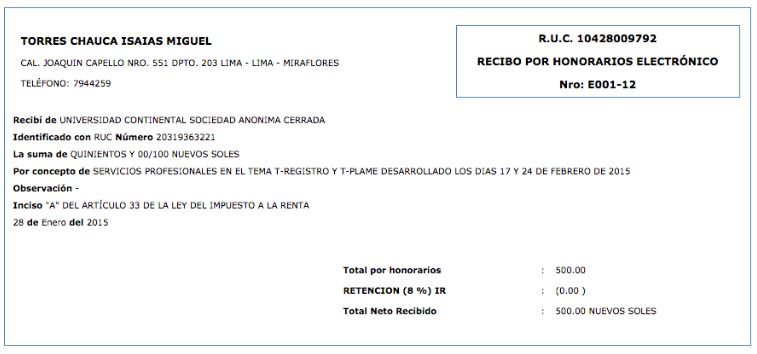 TORRES CHAUCA ISAIAS MIGUEL
CAL. JOAQUIN CAPELLO NRO. 551 DPTO. 203 LIMA - LIMA - MIRAFLORES
TELÉFONO: 7944259
R.U.C. 10428009792
RECIBO POR HONORARIOS ELECTRÓNICO
Nro: E001-12
Recibí de UNIVERSIDAD CONTINENTAL SOCIEDAD ANONIMA CERRADA
Identificado con RUC Número 20319363221
La suma de QUINIENTOS Y 00/100 NUEVOS SOLES
Por concepto de SERVICIOS PROFESIONALES EN EL TEMA T-REGISTRO Y T-PLAME DESARROLLADO LOS DIAS 17 Y 24 DE FEBRERO DE 2015
Observación -
Inciso "A" DEL ARTÍCULO 33 DE LA LEY DEL IMPUESTO A LA RENTA
28 de Enero del 2015
Total por honorarios : 500.00
RETENCION (8 %) IR : (0.00 )
Total Neto Recibido : 500.00 NUEVOS SOLES